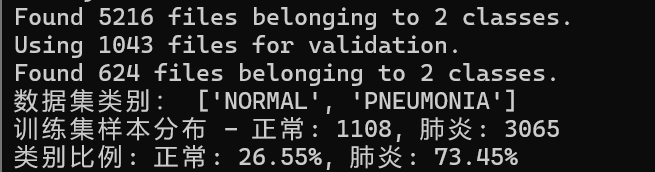 Found 5216 files belonging to 2 classes.
Using 1043 files for validation.
Found 624 files belonging to 2 classes.
数据集类别: ['NORMAL', 'PNEUMONIA']
训练集样本分布 - 正常: 1108, 肺炎: 3065
类别比例: 正常: 26.55%, 肺炎: 73.45%